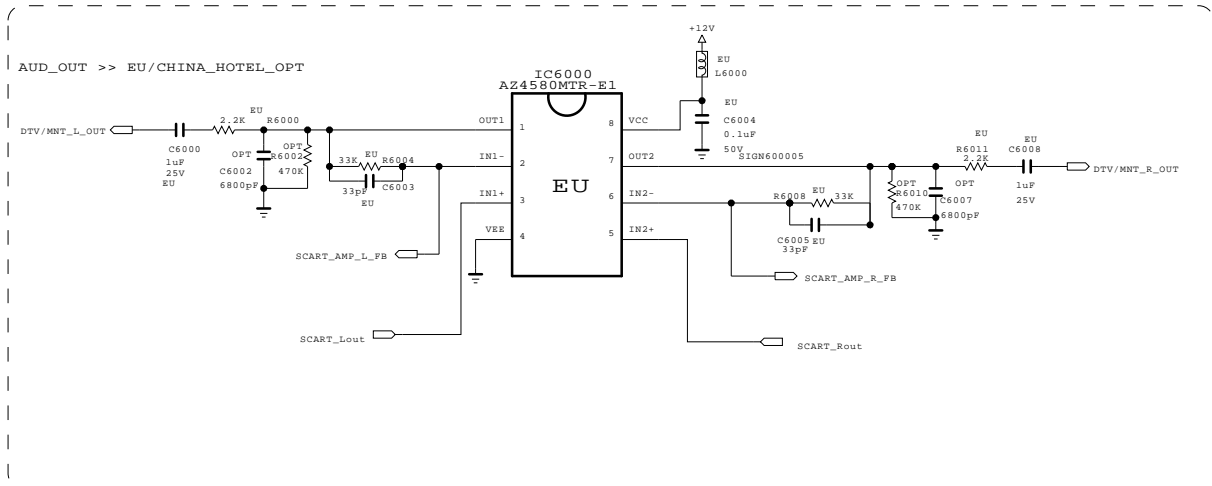 +12V
AUD_OUT >> EU/CHINA_HOTEL_OPT
EU
L6000
IC6000
AZ4580MTR-E1
EU
C6004
0.1uF
50V
EU
2.2K
R6000
DTV/MNT_L_OUT
C6000
1uF
25V
EU
OPT
C6002
6800pF
OPT
R6002
470K
33K
EU
R6004
33pF
C6003
EU
OUT1
1
IN1-
2
IN1+
3
VEE
4
EU
8
VCC
7
OUT2
6
IN2-
5
IN2+
SIGN600005
EU
R6011
2.2K
EU
C6008
1uF
25V
DTV/MNT_R_OUT
R6008
EU
33K
C6005
EU
33pF
OPT
R6010
470K
OPT
C6007
6800pF
SCART_AMP_L_FB
SCART_AMP_R_FB
SCART_Lout
SCART_Rout